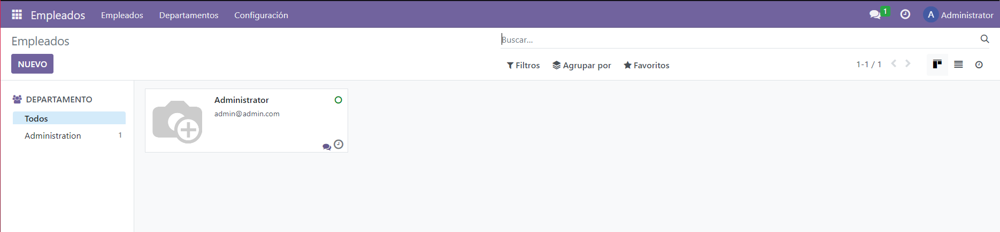 Empleados Empleados Departamentos Configuración 1 A Administrator
Empleados Buscar...
NUEVO Filtros Agrupar por Favoritos 1-1 / 1
DEPARTAMENTO
Todos
Administration 1
Administrator
admin@admin.com